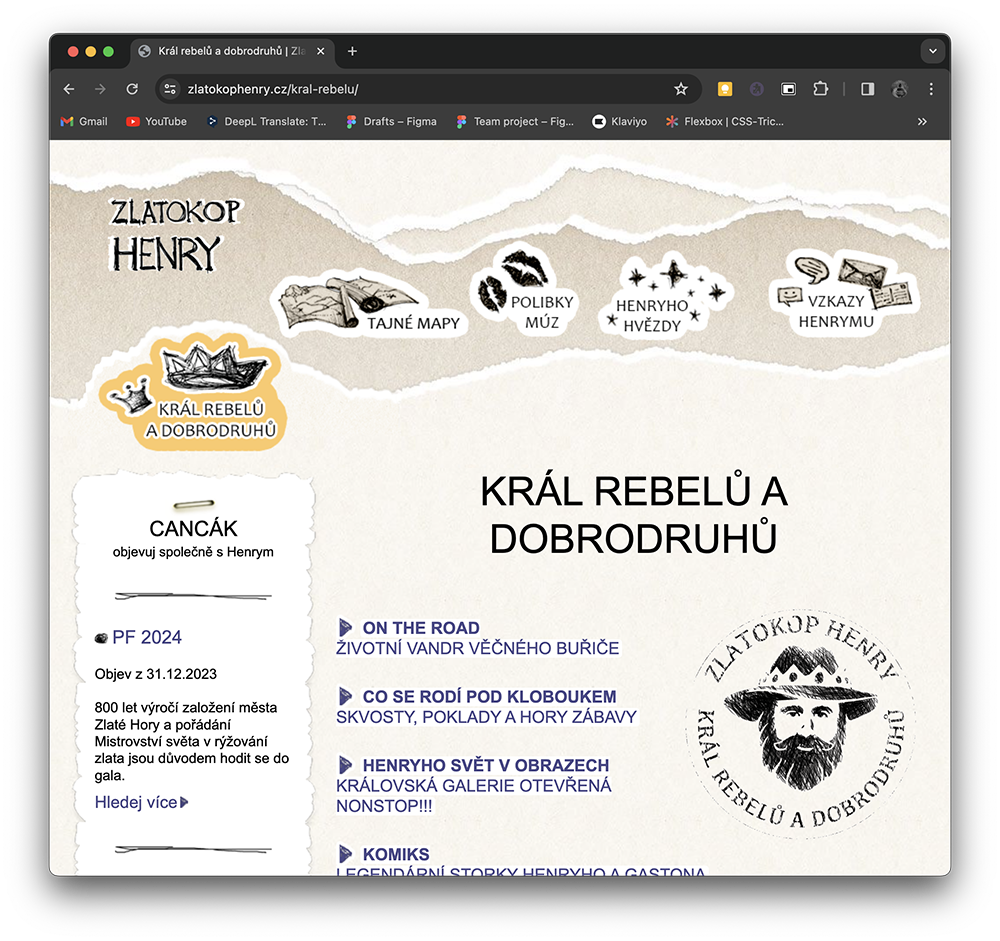 Král rebelů a dobrodruhů | Zla
zlatokophenry.cz/kral-rebelu/
Gmail
YouTube
DeepL Translate: T...
Drafts – Figma
Team project – Fig...
Klaviyo
Flexbox | CSS-Tric...
ZLATOKOP
HENRY
TAJNÉ MAPY
POLIBKY
MÚZ
HENRYHO
HVĚZDY
VZKAZY
HENRYMU
KRÁL REBELŮ
A DOBRODRUHŮ
CANCÁK
objevuj společně s Henrym
PF 2024
Objev z 31.12.2023
800 let výročí založení města
Zlaté Hory a pořádání
Mistrovství světa v rýžování
zlata jsou důvodem hodit se do
gala.
Hledej více
KRÁL REBELŮ A
DOBRODRUHŮ
ON THE ROAD
ŽIVOTNÍ VANDR VĚČNÉHO BUŘIČE
CO SE RODÍ POD KLOBOUKEM
SKVOSTY, POKLADY A HORY ZÁBAVY
HENRYHO SVĚT V OBRAZECH
KRÁLOVSKÁ GALERIE OTEVŘENÁ
NONSTOP!!!
KOMIKS
LEGENDÁRNÍ STORKY HENRYHO A GASTONA
ZLATOKOP HENRY
KRÁL REBELŮ A DOBRODRUHŮ